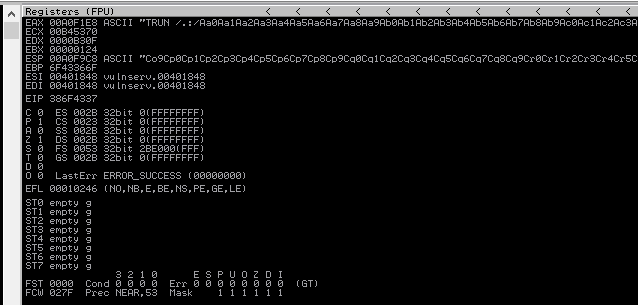 Registers (FPU) < < < < < < < < < <
EAX 00A0F1E8 ASCII "TRUN /.:/Aa0Aa1Aa2Aa3Aa4Aa5Aa6Aa7Aa8Aa9Ab0Ab1Ab2Ab3Ab4Ab5Ab6Ab7Ab8Ab9Ac0Ac1Ac2Ac3A
ECX 00B45370
EDX 0000B30F
EBX 00000124
ESP 00A0F9C8 ASCII "Co9Cp0Cp1Cp2Cp3Cp4Cp5Cp6Cp7Cp8Cp9Cq0Cq1Cq2Cq3Cq4Cq5Cq6Cq7Cq8Cq9Cr0Cr1Cr2Cr3Cr4Cr5C
EBP 6F43366F
ESI 00401848 vulnserv.00401848
EDI 00401848 vulnserv.00401848
EIP 386F4337
C 0 ES 002B 32bit 0(FFFFFFFF)
P 1 CS 0023 32bit 0(FFFFFFFF)
A 0 SS 002B 32bit 0(FFFFFFFF)
Z 1 DS 002B 32bit 0(FFFFFFFF)
S 0 FS 0053 32bit 2BE000(FFF)
T 0 GS 002B 32bit 0(FFFFFFFF)
D 0
O 0 LastErr ERROR_SUCCESS (00000000)
EFL 00010246 (NO,NB,E,BE,NS,PE,GE,LE)
ST0 empty g
ST1 empty g
ST2 empty g
ST3 empty g
ST4 empty g
ST5 empty g
ST6 empty g
ST7 empty g
3 2 1 0 E S P U O Z D I
FST 0000 Cond 0 0 0 0 Err 0 0 0 0 0 0 0 0 (GT)
FCW 027F Prec NEAR,53 Mask 1 1 1 1 1 1